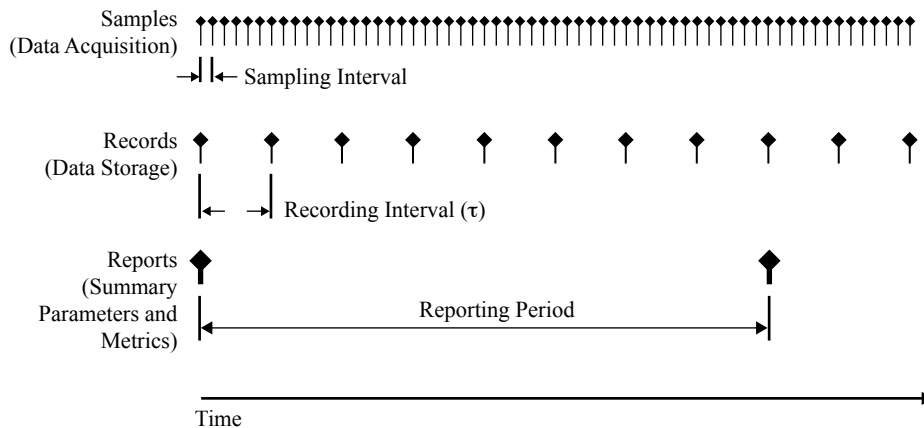 Samples
(Data Acquisition)
Sampling Interval
Records
(Data Storage)
Recording Interval (τ)
Reports
(Summary
Parameters and
Metrics)
Reporting Period
Time